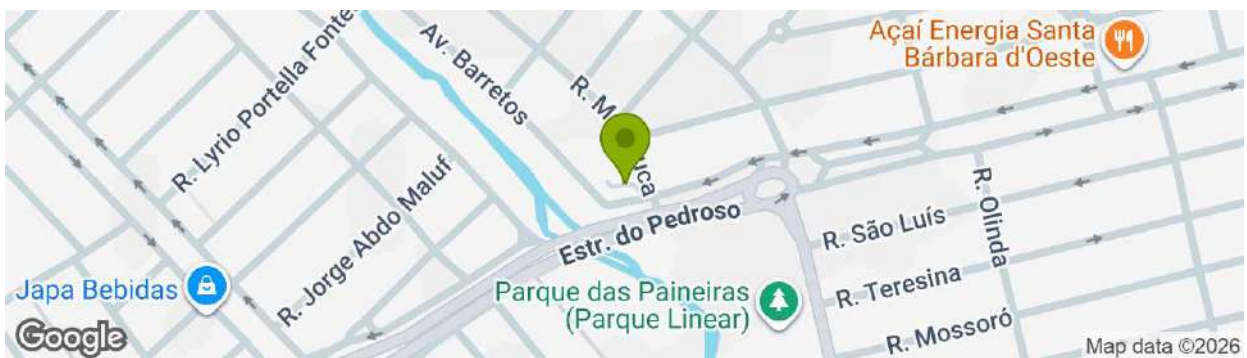 R. Lyrio Portella Fontes
Av. Barretos
Açaí Energia Santa
Bárbara d'Oeste
R. Jorge Abdo Maluf
Estr. do Pedroso
R. Olinda
R. São Luís
R. Teresina
R. Mossoró
Japa Bebidas
Parque das Paineiras
(Parque Linear)
Google
Map data ©2026